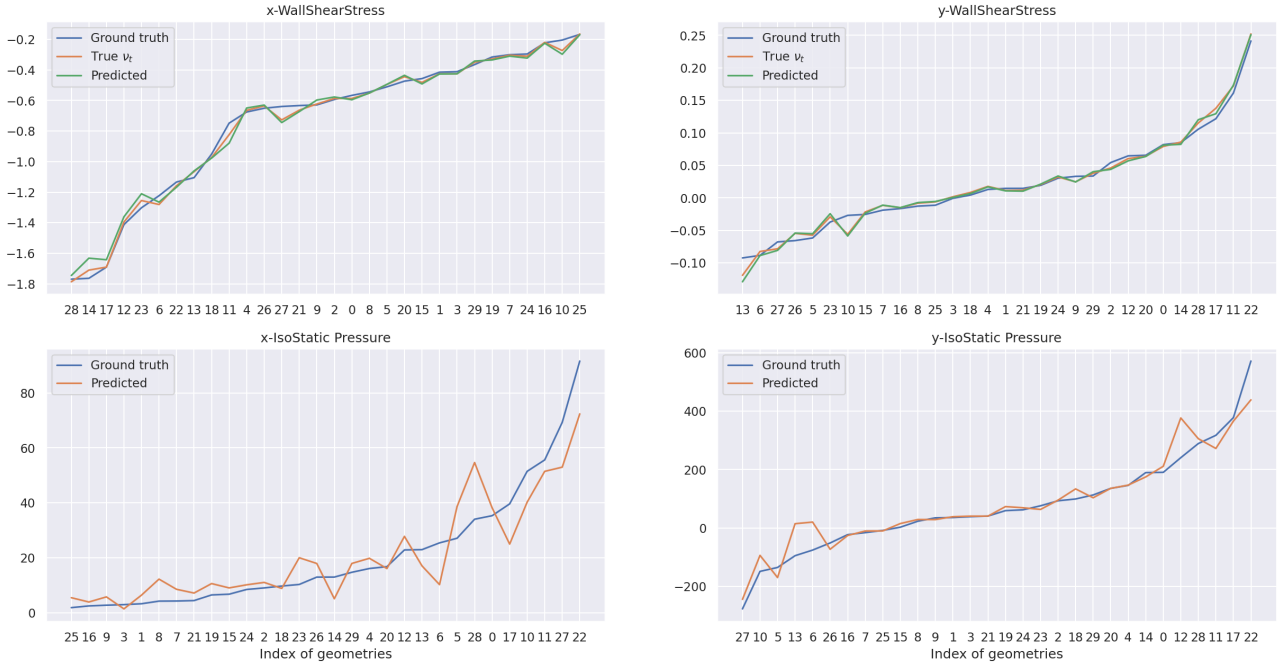 x-WallShearStress
Ground truth
True νt
Predicted
−0.2
−0.4
−0.6
−0.8
−1.0
−1.2
−1.4
−1.6
−1.8
28 14 17 12 23 6 22 13 18 11 4 26 27 21 9 2 0 8 5 20 15 1 3 29 19 7 24 16 10 25
y-WallShearStress
Ground truth
True νt
Predicted
0.25
0.20
0.15
0.10
0.05
0.00
−0.05
−0.10
13 6 27 26 5 23 10 15 7 16 8 25 3 18 4 1 21 19 24 9 29 2 12 20 0 14 28 17 11 22
x-IsoStatic Pressure
Ground truth
Predicted
80
60
40
20
0
25 16 9 3 1 8 7 21 19 15 24 2 18 23 26 14 29 4 20 12 13 6 5 28 0 17 10 11 27 22
Index of geometries
y-IsoStatic Pressure
Ground truth
Predicted
600
400
200
0
−200
27 10 5 13 6 26 16 7 25 15 8 9 1 3 21 19 24 23 2 18 29 20 4 14 0 12 28 11 17 22
Index of geometries